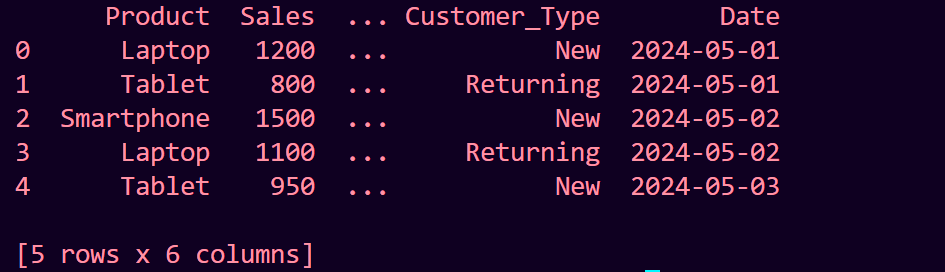 Product Sales ... Customer_Type Date
0 Laptop 1200 ... New 2024-05-01
1 Tablet 800 ... Returning 2024-05-01
2 Smartphone 1500 ... New 2024-05-02
3 Laptop 1100 ... Returning 2024-05-02
4 Tablet 950 ... New 2024-05-03
[5 rows x 6 columns]